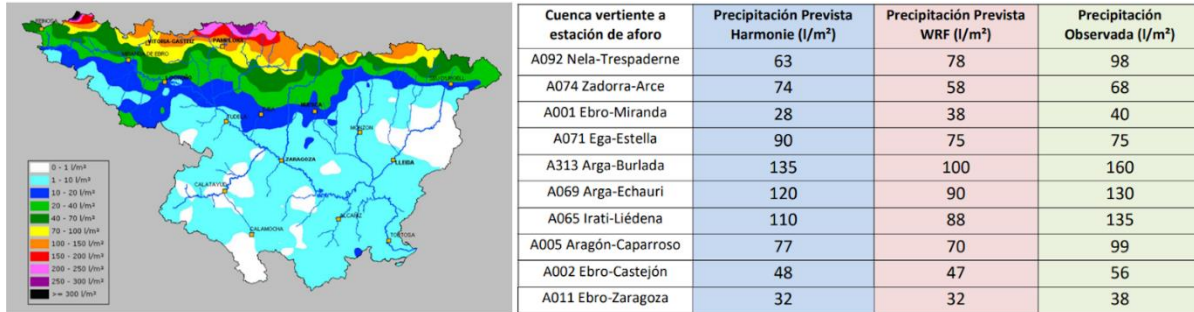 REINOSA
VITORIA-GASTEIZ
PAMPLONA
MIRANDA DE EBRO
TUDELA
MONZON
ZARAGOZA
LLEIDA
CALATAYUD
ALCAÑIZ
CALAMOCHA
TORTOSA
0 - 1 l/m²
1 - 10 l/m²
10 - 20 l/m²
20 - 40 l/m²
40 - 70 l/m²
70 - 100 l/m²
100 - 150 l/m²
150 - 200 l/m²
200 - 250 l/m²
250 - 300 l/m²
>= 300 l/m²
Cuenca vertiente a estación de aforo Precipitación Prevista Harmonie (l/m²) Precipitación Prevista WRF (l/m²) Precipitación Observada (l/m²)
A092 Nela-Trespaderne 63 78 98
A074 Zadorra-Arce 74 58 68
A001 Ebro-Miranda 28 38 40
A071 Ega-Estella 90 75 75
A313 Arga-Burlada 135 100 160
A069 Arga-Echauri 120 90 130
A065 Irati-Liédena 110 88 135
A005 Aragón-Caparroso 77 70 99
A002 Ebro-Castejón 48 47 56
A011 Ebro-Zaragoza 32 32 38